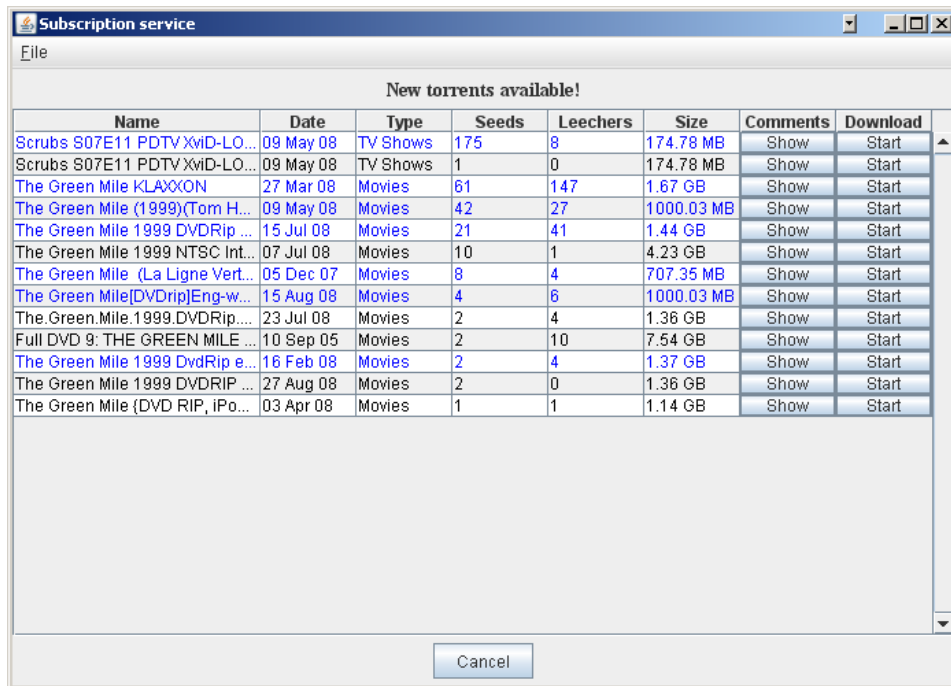 Subscription service
File
New torrents available!
Name Date Type Seeds Leechers Size Comments Download
Scrubs S07E11 PDTV XviD-LO... 09 May 08 TV Shows 175 8 174.78 MB Show Start
Scrubs S07E11 PDTV XviD-LO... 09 May 08 TV Shows 1 0 174.78 MB Show Start
The Green Mile KLAXXON 27 Mar 08 Movies 61 147 1.67 GB Show Start
The Green Mile (1999)(Tom H... 09 May 08 Movies 42 27 1000.03 MB Show Start
The Green Mile 1999 DVDRip ... 15 Jul 08 Movies 21 41 1.44 GB Show Start
The Green Mile 1999 NTSC Int... 07 Jul 08 Movies 10 1 4.23 GB Show Start
The Green Mile (La Ligne Vert... 05 Dec 07 Movies 8 4 707.35 MB Show Start
The Green Mile[DVDrip]Eng-w... 15 Aug 08 Movies 4 6 1000.03 MB Show Start
The.Green.Mile.1999.DVDRip.... 23 Jul 08 Movies 2 4 1.36 GB Show Start
Full DVD 9: THE GREEN MILE ... 10 Sep 05 Movies 2 10 7.54 GB Show Start
The Green Mile 1999 DvdRip e... 16 Feb 08 Movies 2 4 1.37 GB Show Start
The Green Mile 1999 DVDRIP ... 27 Aug 08 Movies 2 0 1.36 GB Show Start
The Green Mile {DVD RIP, iPo... 03 Apr 08 Movies 1 1 1.14 GB Show Start
Cancel